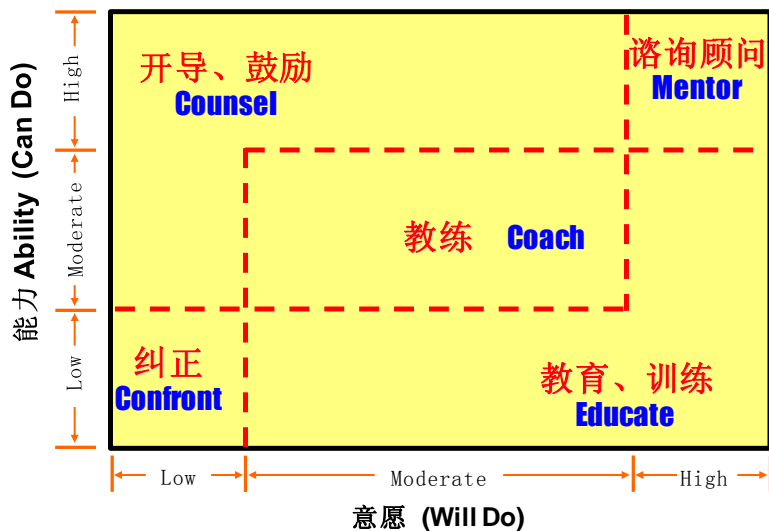 开导、鼓励
Counsel
谘询顾问
Mentor
教练 Coach
纠正
Confront
教育、训练
Educate
能力 Ability (Can Do)
High
Moderate
Low
Low
Moderate
High
意愿 (Will Do)